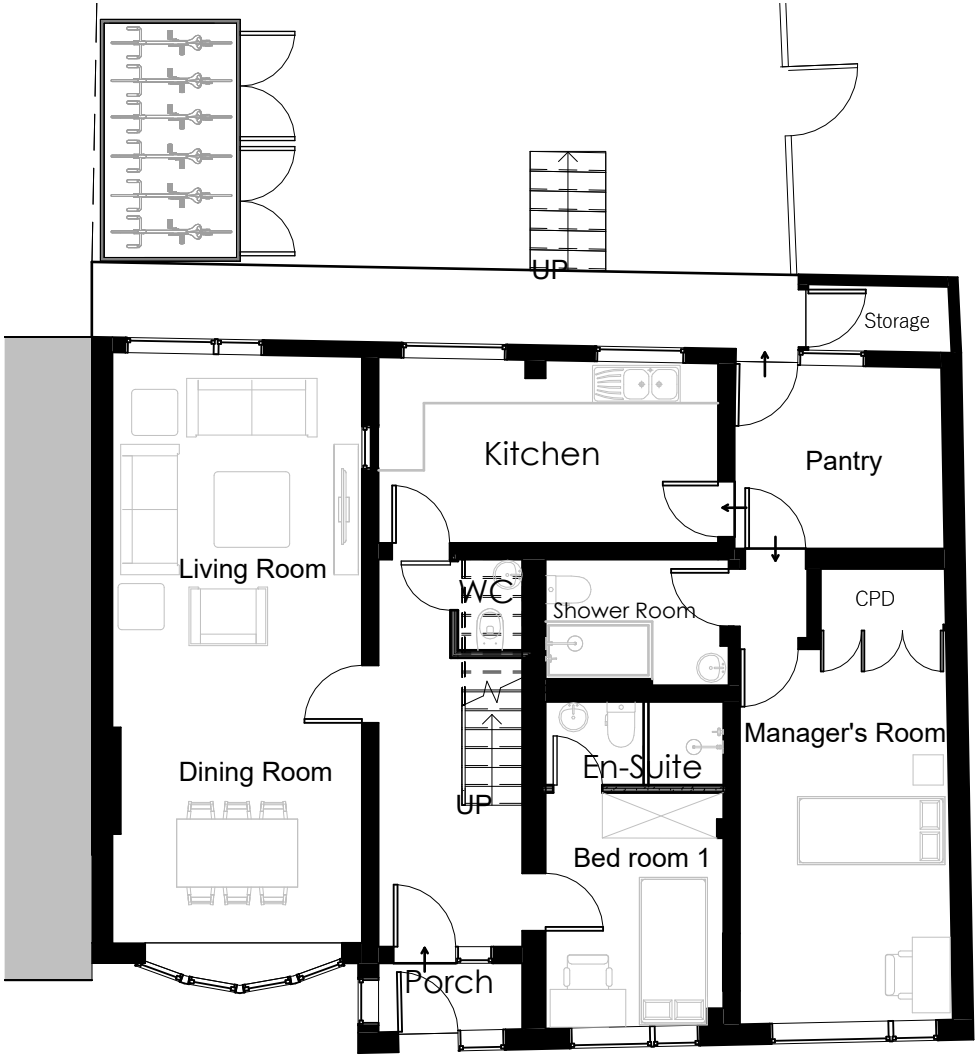 UP
Storage
Kitchen
Pantry
Living Room
WC
Shower Room
CPD
Manager's Room
En-Suite
Dining Room
UP
Bed room 1
Porch